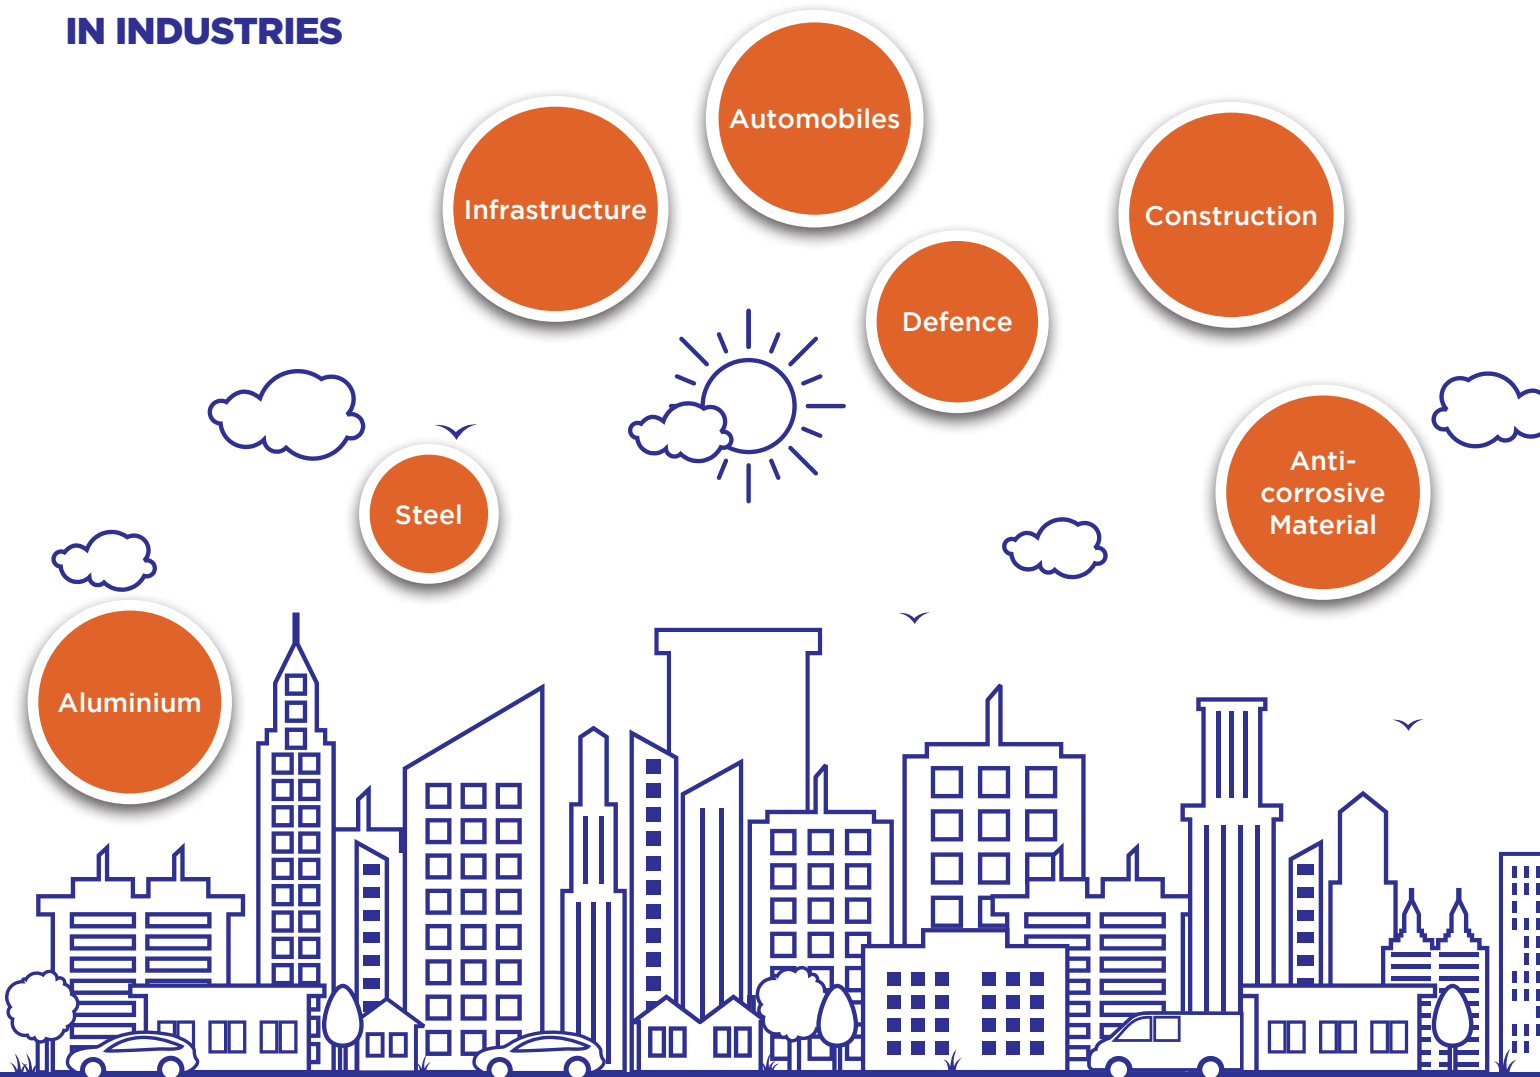 IN INDUSTRIES
Automobiles
Infrastructure
Construction
Defence
Anti-
corrosive
Material
Steel
Aluminium